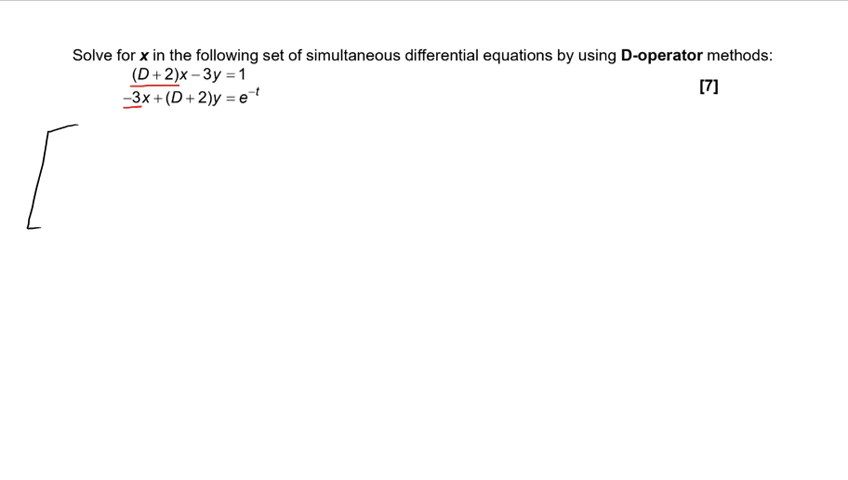 Solve for x in the following set of simultaneous differential equations by using D-operator methods:
(D + 2)x − 3y = 1
[7]
−3x + (D + 2)y = e⁻ᵗ